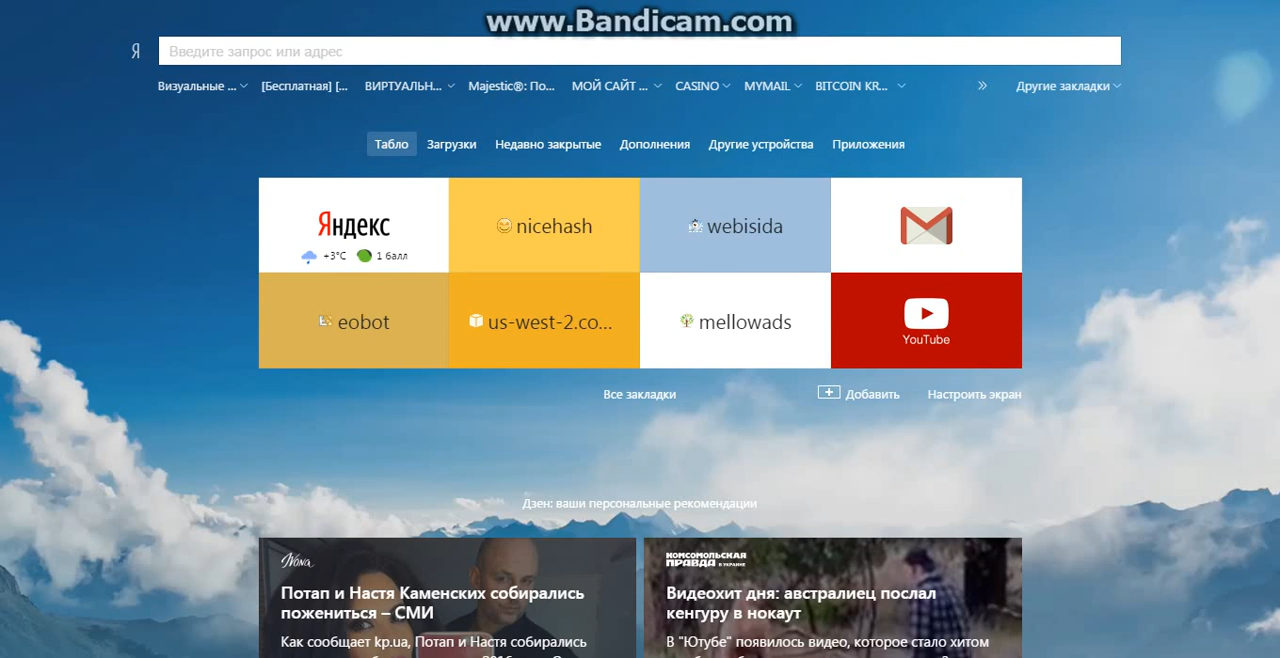 www.Bandicam.com
Я Введите запрос или адрес
Визуальные ... [Бесплатная] [... ВИРТУАЛЬН... Majestic®: По... МОЙ САЙТ ... CASINO MYMAIL BITCOIN KR... » Другие закладки
Табло Загрузки Недавно закрытые Дополнения Другие устройства Приложения
Яндекс nicehash webisida
+3°C 1 балл
eobot us-west-2.co... mellowads YouTube
Все закладки Добавить Настроить экран
Дзен: ваши персональные рекомендации
Nona
Потап и Настя Каменских собирались
пожениться – СМИ
Как сообщает kp.ua, Потап и Настя собирались
КОМСОМОЛЬСКАЯ
ПРАВДА В УКРАИНЕ
Видеохит дня: австралиец послал
кенгуру в нокаут
В "Ютубе" появилось видео, которое стало хитом